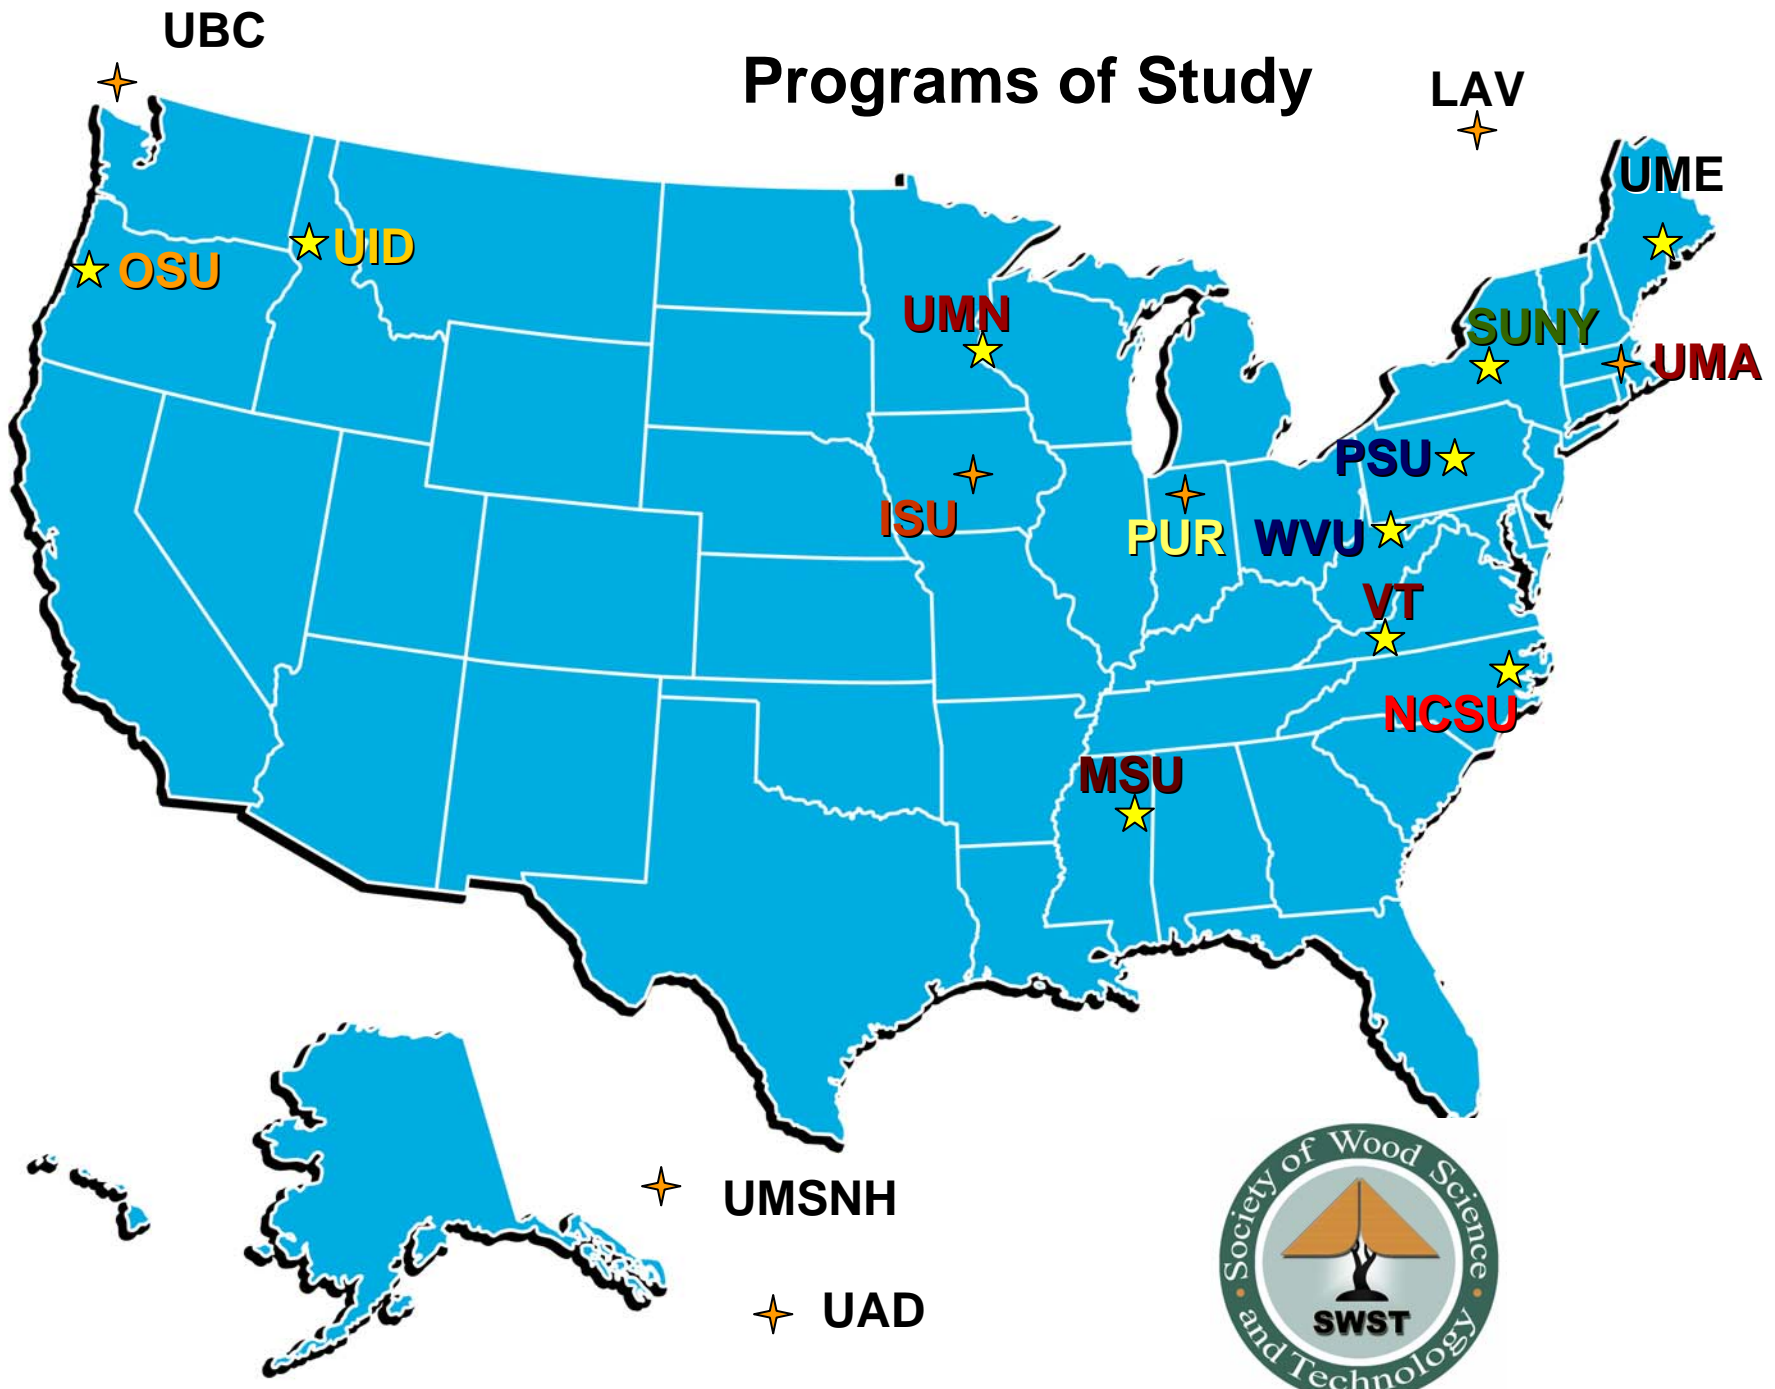 UBC
Programs of Study
LAV
UME
UID
OSU
UMN
SUNY
UMA
PSU
ISU
PUR
WVU
VT
NCSU
MSU
UMSNH
UAD
Society of Wood Science
and Technology
SWST